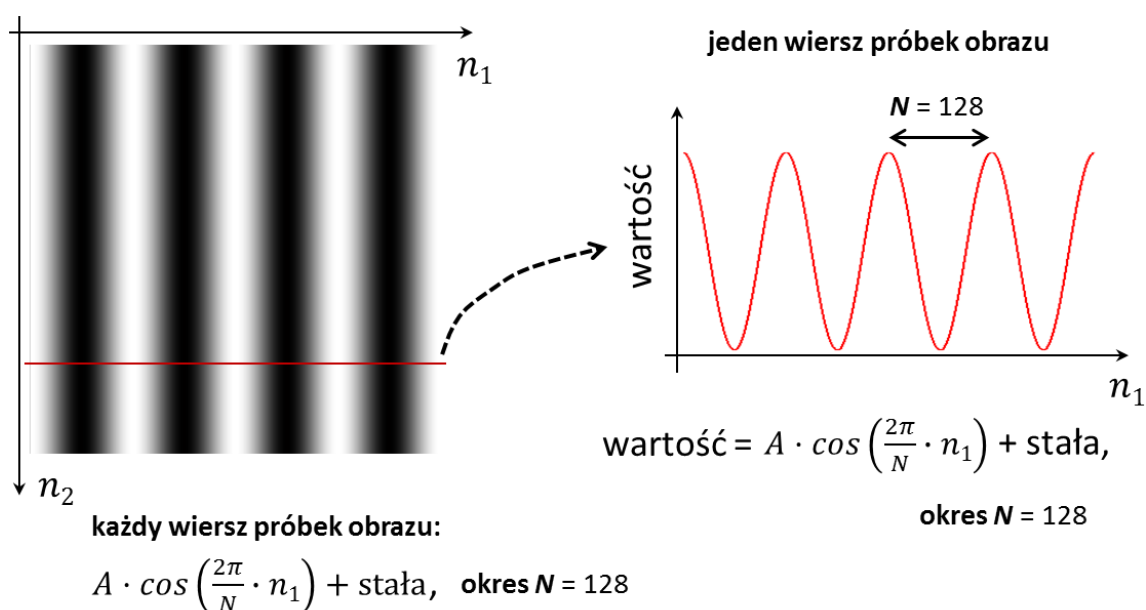 n₁
n₂
każdy wiersz próbek obrazu:
A · cos (2π/N · n₁) + stała, okres N = 128
jeden wiersz próbek obrazu
N = 128
wartość
n₁
wartość = A · cos (2π/N · n₁) + stała,
okres N = 128